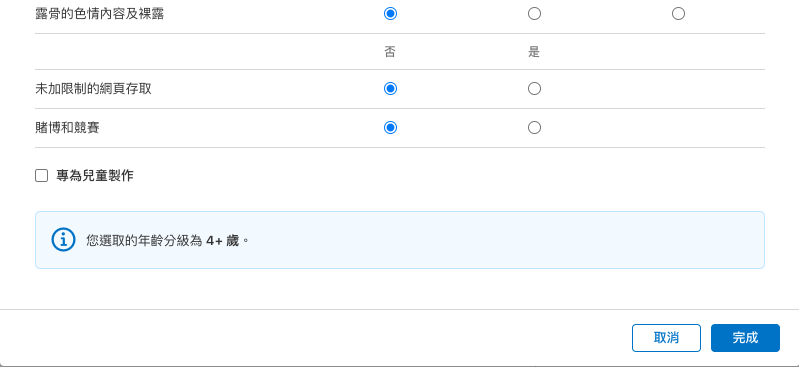 露骨的色情內容及裸露
否 是
未加限制的網頁存取
賭博和競賽
專為兒童製作
您選取的年齡分級為 4+ 歲。
取消 完成